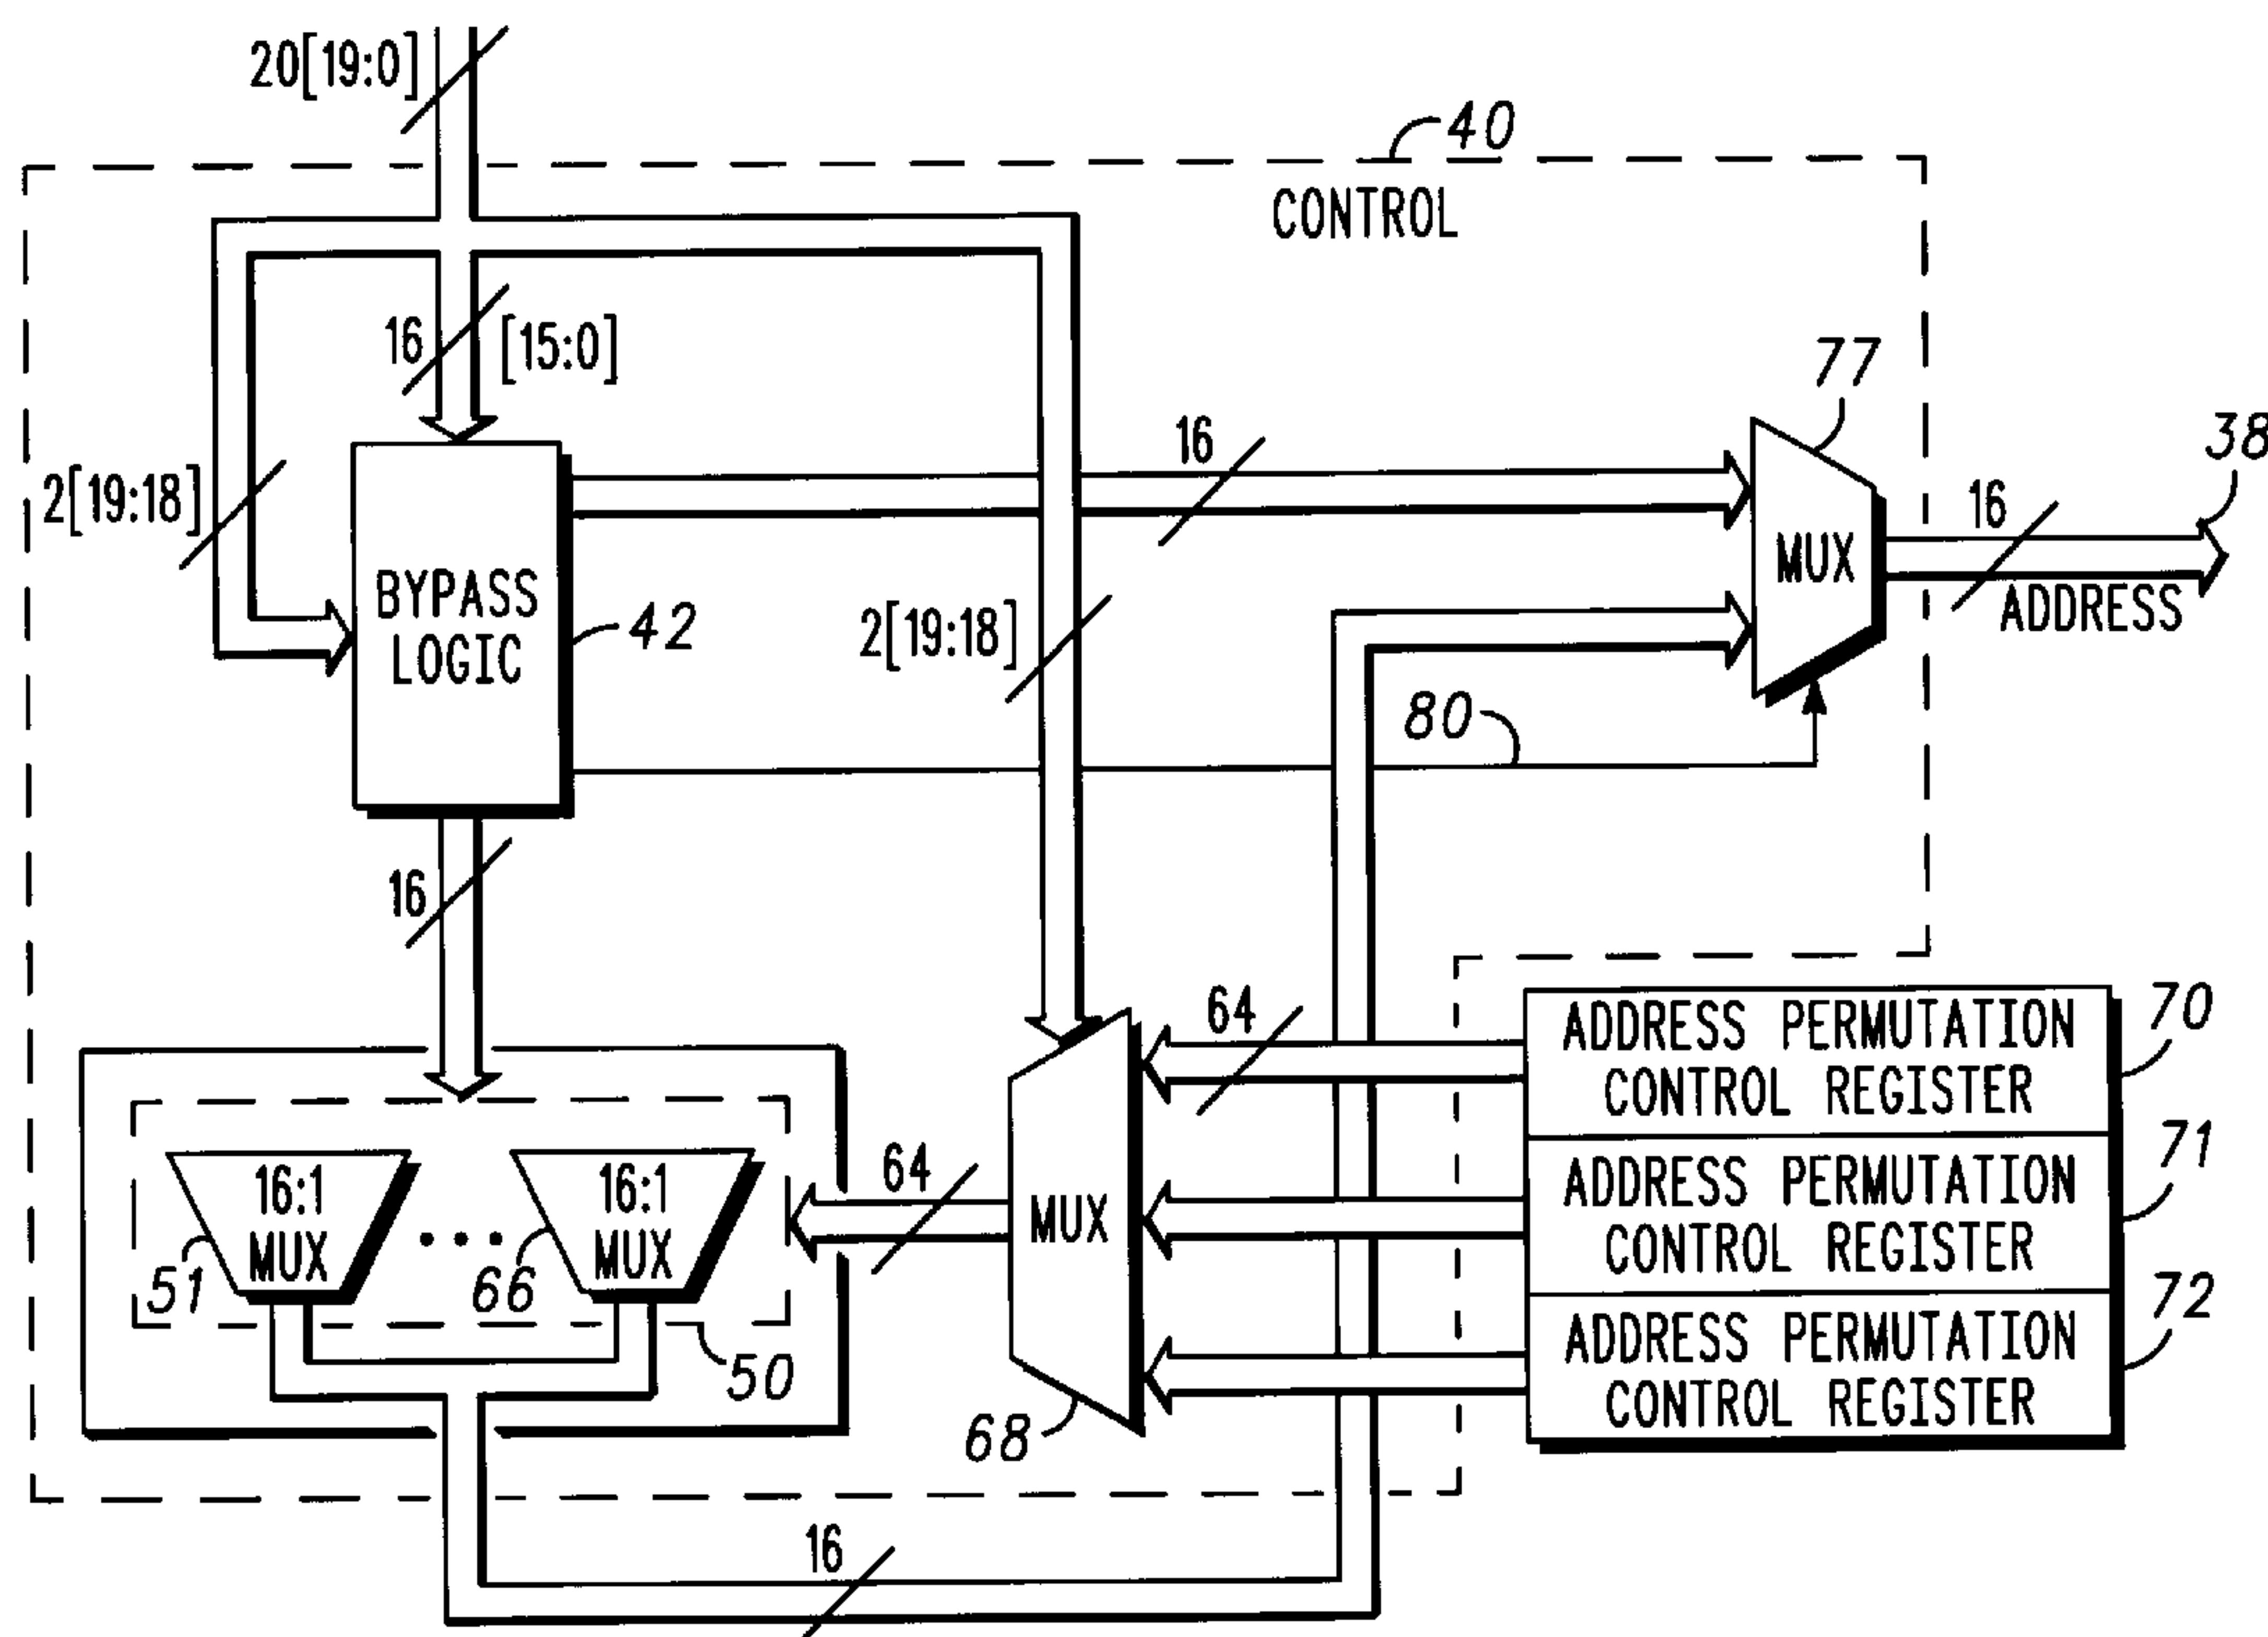 20[19:0]
40
CONTROL
16
[15:0]
77
16
38
2[19:18]
16
MUX
BYPASS
LOGIC
42
2[19:18]
ADDRESS
80
16
64
ADDRESS PERMUTATION
CONTROL REGISTER
70
16:1
MUX
51
16:1
MUX
66
64
MUX
ADDRESS PERMUTATION
CONTROL REGISTER
71
50
68
ADDRESS PERMUTATION
CONTROL REGISTER
72
16